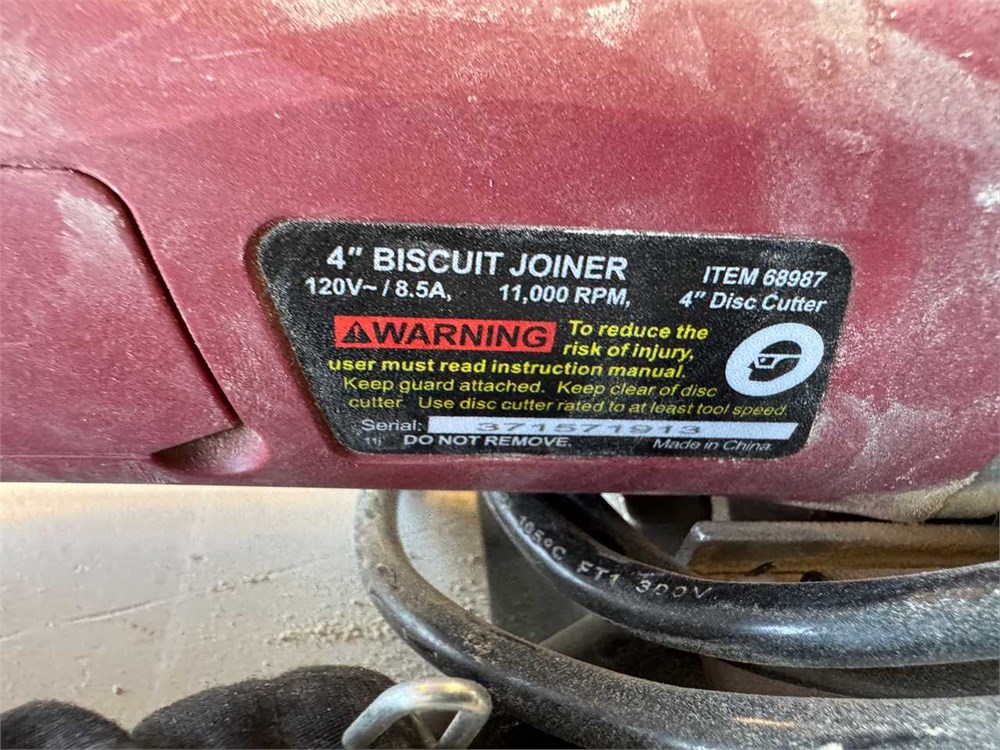 4" BISCUIT JOINER
120V~ / 8.5A, 11,000 RPM,
ITEM 68987
4" Disc Cutter
⚠WARNING To reduce the
risk of injury,
user must read instruction manual.
Keep guard attached. Keep clear of disc
cutter. Use disc cutter rated to at least tool speed.
Serial: 371571913
11j DO NOT REMOVE. Made in China.
105°C FT1 300V